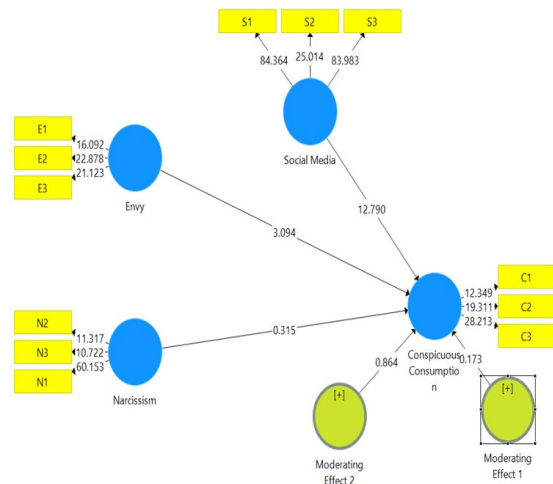 S1
S2
S3
84.364
25.014
83.983
Social Media
E1
E2
E3
16.092
22.878
21.123
Envy
12.790
3.094
N2
N3
N1
11.317
10.722
60.153
Narcissism
0.315
C1
C2
C3
12.349
19.311
28.213
Conspicuous
Consumptio
n
0.864
0.173
[+]
Moderating
Effect 2
[+]
Moderating
Effect 1